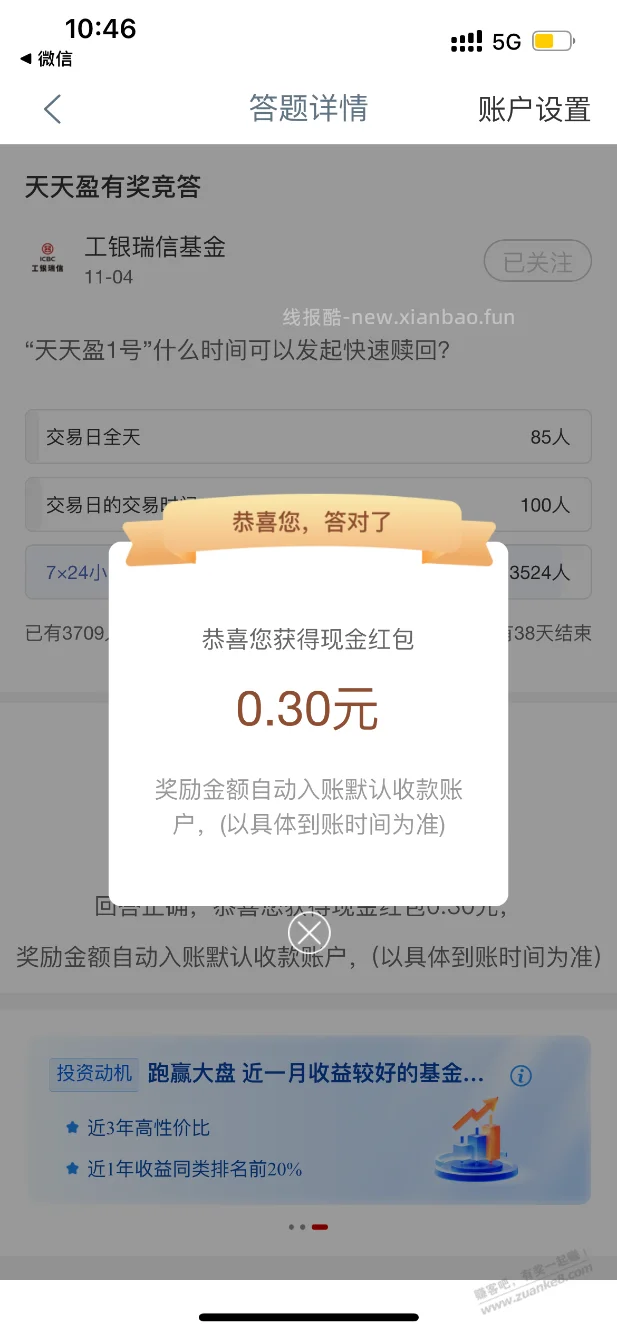 10:46
5G
◀ 微信
答题详情
账户设置
天天盈有奖竞答
ICBC
工银瑞信
工银瑞信基金
11-04
已关注
线报酷-new.xianbao.fun
“天天盈1号”什么时间可以发起快速赎回?
交易日全天
85人
交易日的交易时间
100人
恭喜您，答对了
7×24小
3524人
已有3709人
有38天结束
恭喜您获得现金红包
0.30元
奖励金额自动入账默认收款账
户，(以具体到账时间为准)
回答正确，恭喜您获得现金红包0.30元，
奖励金额自动入账默认收款账户，（以具体到账时间为准）
投资动机
跑赢大盘 近一月收益较好的基金...
近3年高性价比
近1年收益同类排名前20%
赚客吧，有奖一起赚！
www.zuanke8.com